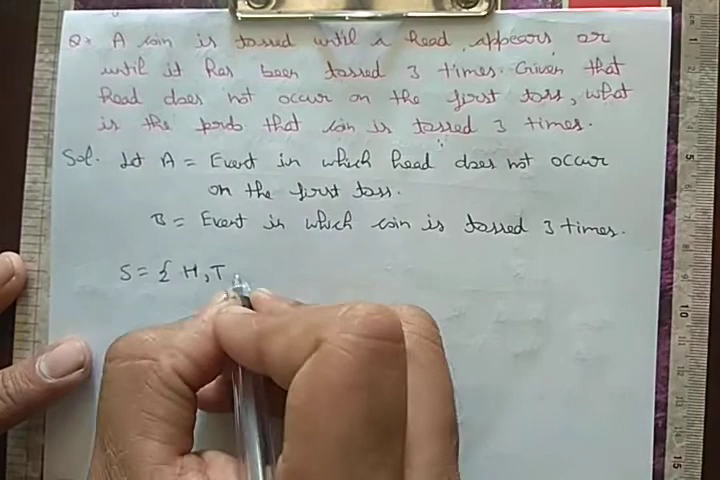 Q* A coin is tossed until a head appears or
until it has been tossed 3 times. Given that
head does not occur on the first toss, what
is the prob that coin is tossed 3 times.
Sol. Let A = Event in which head does not occur
on the first toss.
B = Event in which coin is tossed 3 times.
S = { H, T